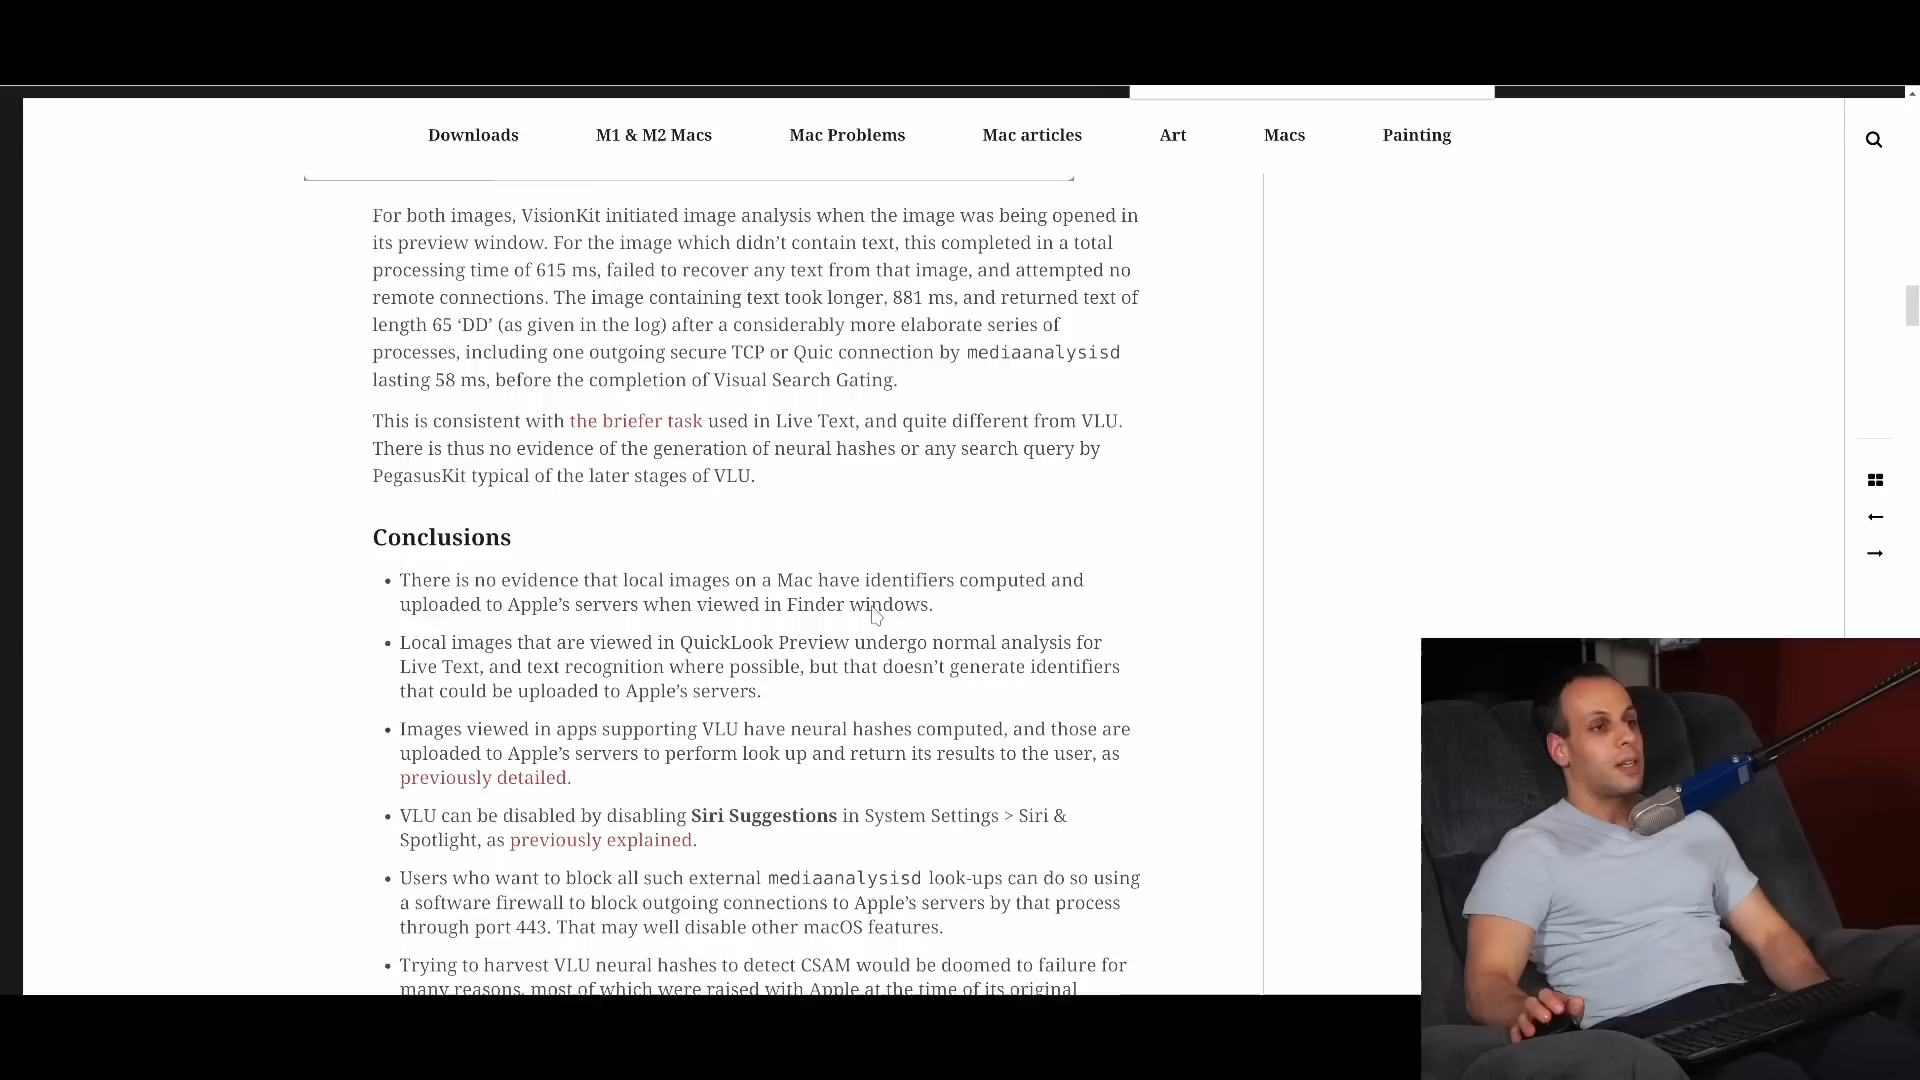 Downloads M1 & M2 Macs Mac Problems Mac articles Art Macs Painting
For both images, VisionKit initiated image analysis when the image was being opened in
its preview window. For the image which didn’t contain text, this completed in a total
processing time of 615 ms, failed to recover any text from that image, and attempted no
remote connections. The image containing text took longer, 881 ms, and returned text of
length 65 ‘DD’ (as given in the log) after a considerably more elaborate series of
processes, including one outgoing secure TCP or Quic connection by mediaanalysisd
lasting 58 ms, before the completion of Visual Search Gating.
This is consistent with the briefer task used in Live Text, and quite different from VLU.
There is thus no evidence of the generation of neural hashes or any search query by
PegasusKit typical of the later stages of VLU.
Conclusions
• There is no evidence that local images on a Mac have identifiers computed and
uploaded to Apple’s servers when viewed in Finder windows.
• Local images that are viewed in QuickLook Preview undergo normal analysis for
Live Text, and text recognition where possible, but that doesn’t generate identifiers
that could be uploaded to Apple’s servers.
• Images viewed in apps supporting VLU have neural hashes computed, and those are
uploaded to Apple’s servers to perform look up and return its results to the user, as
previously detailed.
• VLU can be disabled by disabling Siri Suggestions in System Settings > Siri &
Spotlight, as previously explained.
• Users who want to block all such external mediaanalysisd look-ups can do so using
a software firewall to block outgoing connections to Apple’s servers by that process
through port 443. That may well disable other macOS features.
• Trying to harvest VLU neural hashes to detect CSAM would be doomed to failure for
many reasons, most of which were raised with Apple at the time of its original